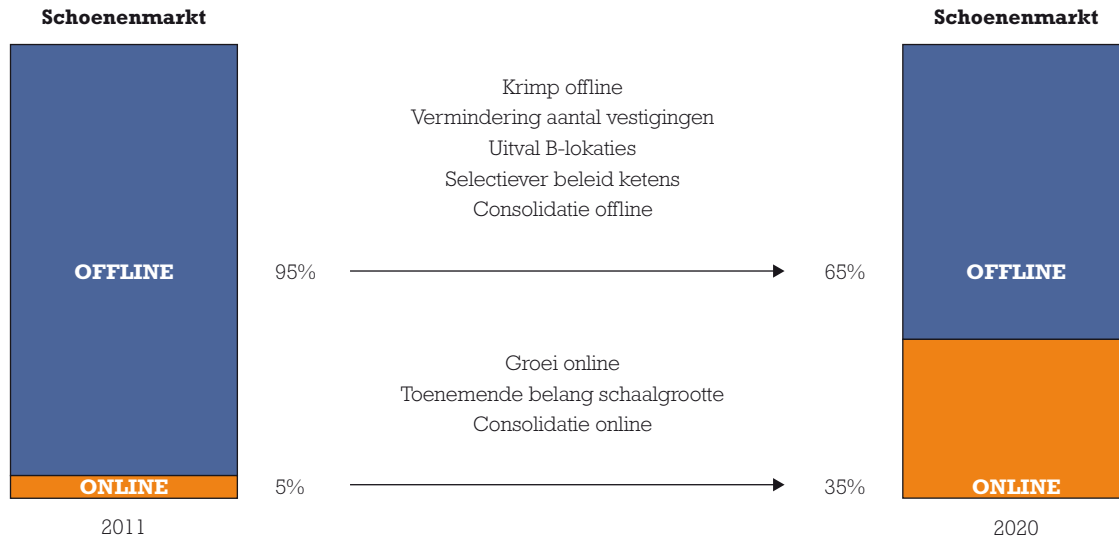 Schoenenmarkt
Schoenenmarkt
Krimp offline
Vermindering aantal vestigingen
Uitval B-lokaties
Selectiever beleid ketens
Consolidatie offline
OFFLINE
95%
65%
OFFLINE
Groei online
Toenemende belang schaalgrootte
Consolidatie online
ONLINE
5%
35%
ONLINE
2011
2020